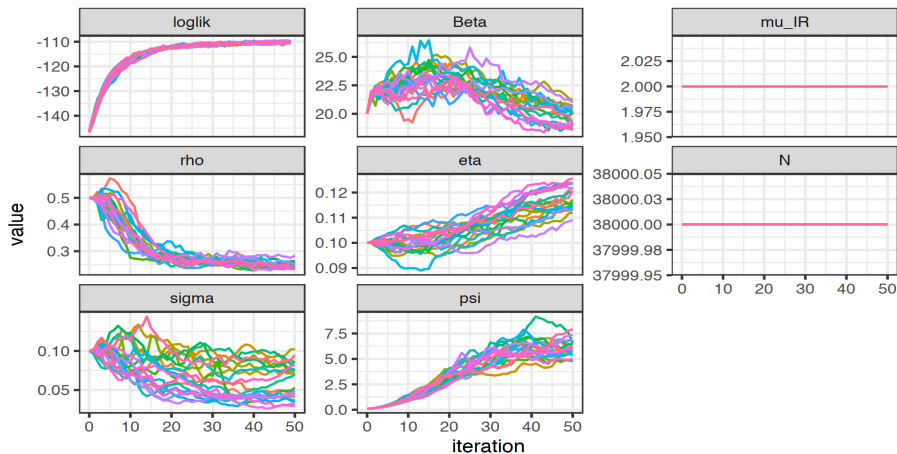 loglik
Beta
mu_IR
-110
-120
-130
-140
25.0
22.5
20.0
2.025
2.000
1.975
1.950
rho
eta
N
0.5
0.4
0.3
0.12
0.11
0.10
0.09
38000.05
38000.03
38000.00
37999.98
37999.95
0 10 20 30 40 50
sigma
psi
0.10
0.05
7.5
5.0
2.5
0.0
0 10 20 30 40 50
0 10 20 30 40 50
value
iteration